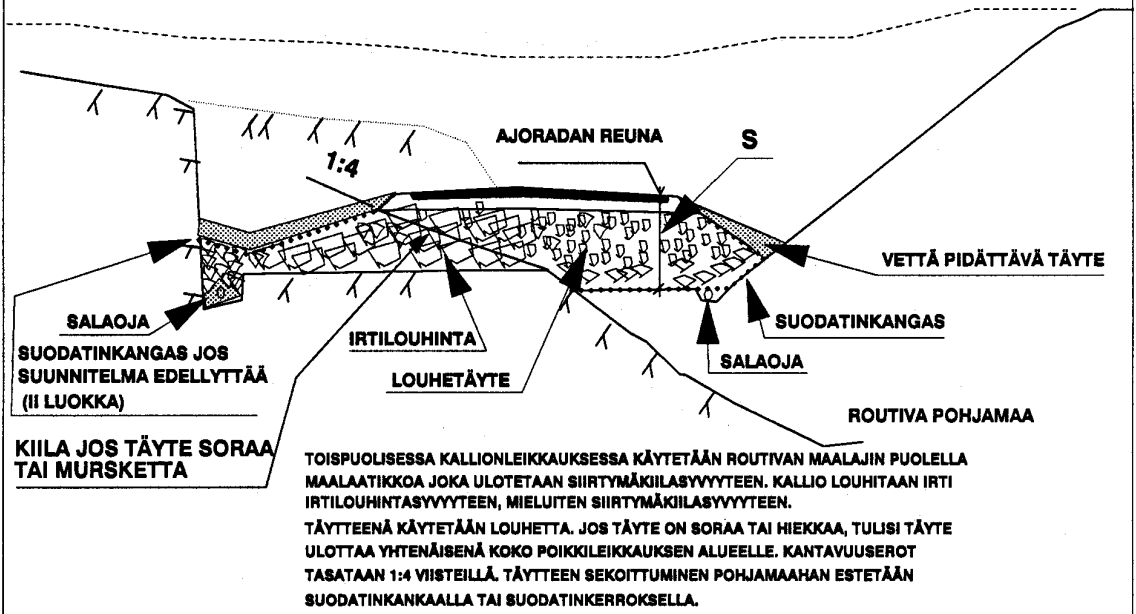 AJORADAN REUNA
S
1:4
VETTÄ PIDÄTTÄVÄ TÄYTE
SALAOJA
SUODATINKANGAS
IRTILOUHINTA
SUODATINKANGAS JOS
SUUNNITELMA EDELLYTTÄÄ
(II LUOKKA)
SALAOJA
LOUHETÄYTE
ROUTIVA POHJAMAA
KIILA JOS TÄYTE SORAA
TAI MURSKETTA
TOISPUOLISESSA KALLIONLEIKKAUKSESSA KÄYTETÄÄN ROUTIVAN MAALAJIN PUOLELLA
MAALAATIKKOA JOKA ULOTETAAN SIIRTYMÄKIILASYVYYTEEN. KALLIO LOUHITAAN IRTI
IRTILOUHINTASYVYYTEEN, MIELUITEN SIIRTYMÄKIILASYVYYTEEN.
TÄYTTEENÄ KÄYTETÄÄN LOUHETTA. JOS TÄYTE ON SORAA TAI HIEKKAA, TULISI TÄYTE
ULOTTAA YHTENÄISENÄ KOKO POIKKILEIKKAUKSEN ALUEELLE. KANTAVUUSEROT
TASATAAN 1:4 VIISTEILLÄ. TÄYTTEEN SEKOITTUMINEN POHJAMAAHAN ESTETÄÄN
SUODATINKANKAALLA TAI SUODATINKERROKSELLA.